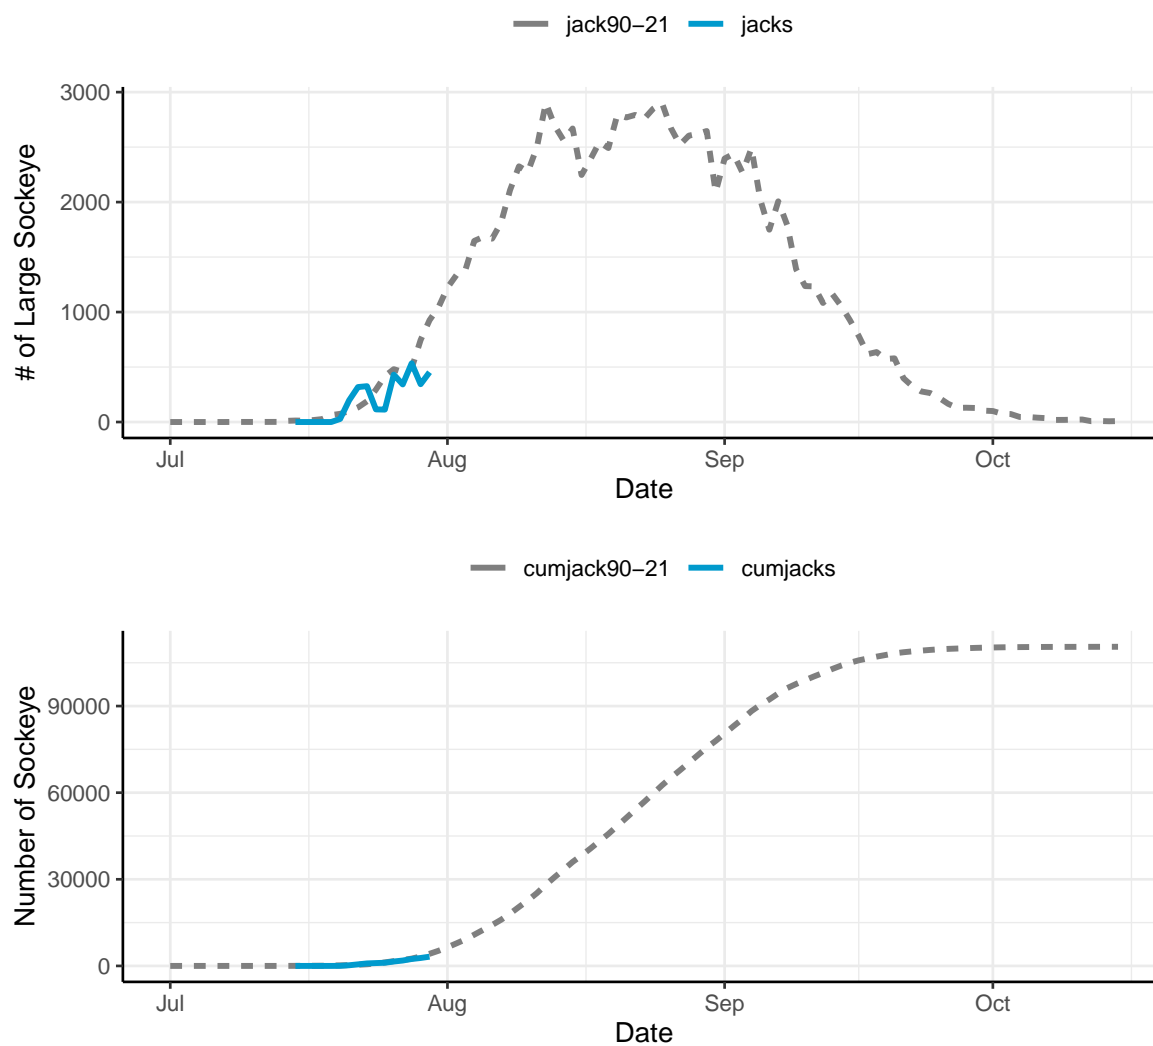 jack90−21 jacks
3000
2000
1000
0
# of Large Sockeye
Jul Aug Sep Oct
Date
cumjack90−21 cumjacks
90000
60000
30000
0
Number of Sockeye
Jul Aug Sep Oct
Date